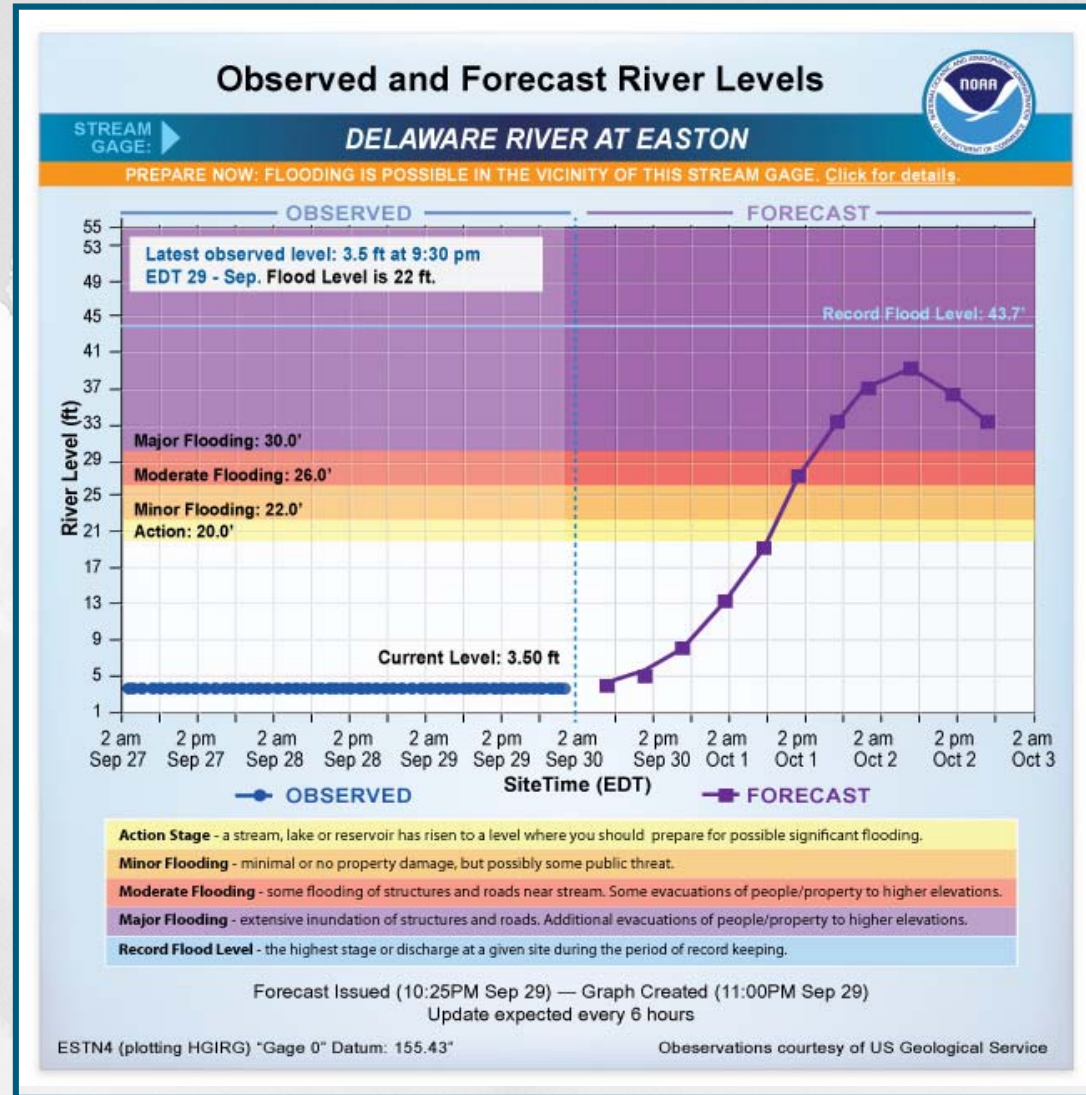 Observed and Forecast River Levels
NOAA
NATIONAL OCEANIC AND ATMOSPHERIC ADMINISTRATION
U.S. DEPARTMENT OF COMMERCE
STREAM
GAGE:
DELAWARE RIVER AT EASTON
PREPARE NOW: FLOODING IS POSSIBLE IN THE VICINITY OF THIS STREAM GAGE. Click for details.
OBSERVED
FORECAST
Latest observed level: 3.5 ft at 9:30 pm
EDT 29 - Sep. Flood Level is 22 ft.
Record Flood Level: 43.7'
Major Flooding: 30.0'
Moderate Flooding: 26.0'
Minor Flooding: 22.0'
Action: 20.0'
Current Level: 3.50 ft
River Level (ft)
55
53
49
45
41
37
33
29
25
21
17
13
9
5
1
2 am 2 pm 2 am 2 pm 2 am 2 pm 2 am 2 pm 2 am 2 pm 2 am 2 pm 2 am
Sep 27 Sep 27 Sep 28 Sep 28 Sep 29 Sep 29 Sep 30 Sep 30 Oct 1 Oct 1 Oct 2 Oct 2 Oct 3
SiteTime (EDT)
OBSERVED
FORECAST
Action Stage - a stream, lake or reservoir has risen to a level where you should prepare for possible significant flooding.
Minor Flooding - minimal or no property damage, but possibly some public threat.
Moderate Flooding - some flooding of structures and roads near stream. Some evacuations of people/property to higher elevations.
Major Flooding - extensive inundation of structures and roads. Additional evacuations of people/property to higher elevations.
Record Flood Level - the highest stage or discharge at a given site during the period of record keeping.
Forecast Issued (10:25PM Sep 29) — Graph Created (11:00PM Sep 29)
Update expected every 6 hours
ESTN4 (plotting HGIRG) “Gage 0” Datum: 155.43”
Obeservations courtesy of US Geological Service